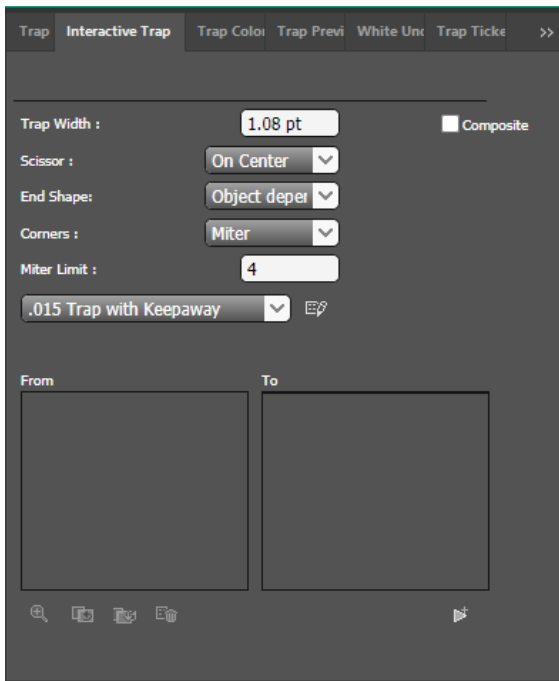 Trap Interactive Trap Trap Colo Trap Previ White Und Trap Ticke >>
Trap Width : 1.08 pt Composite
Scissor : On Center
End Shape: Object deper
Corners : Miter
Miter Limit : 4
.015 Trap with Keepaway
From To